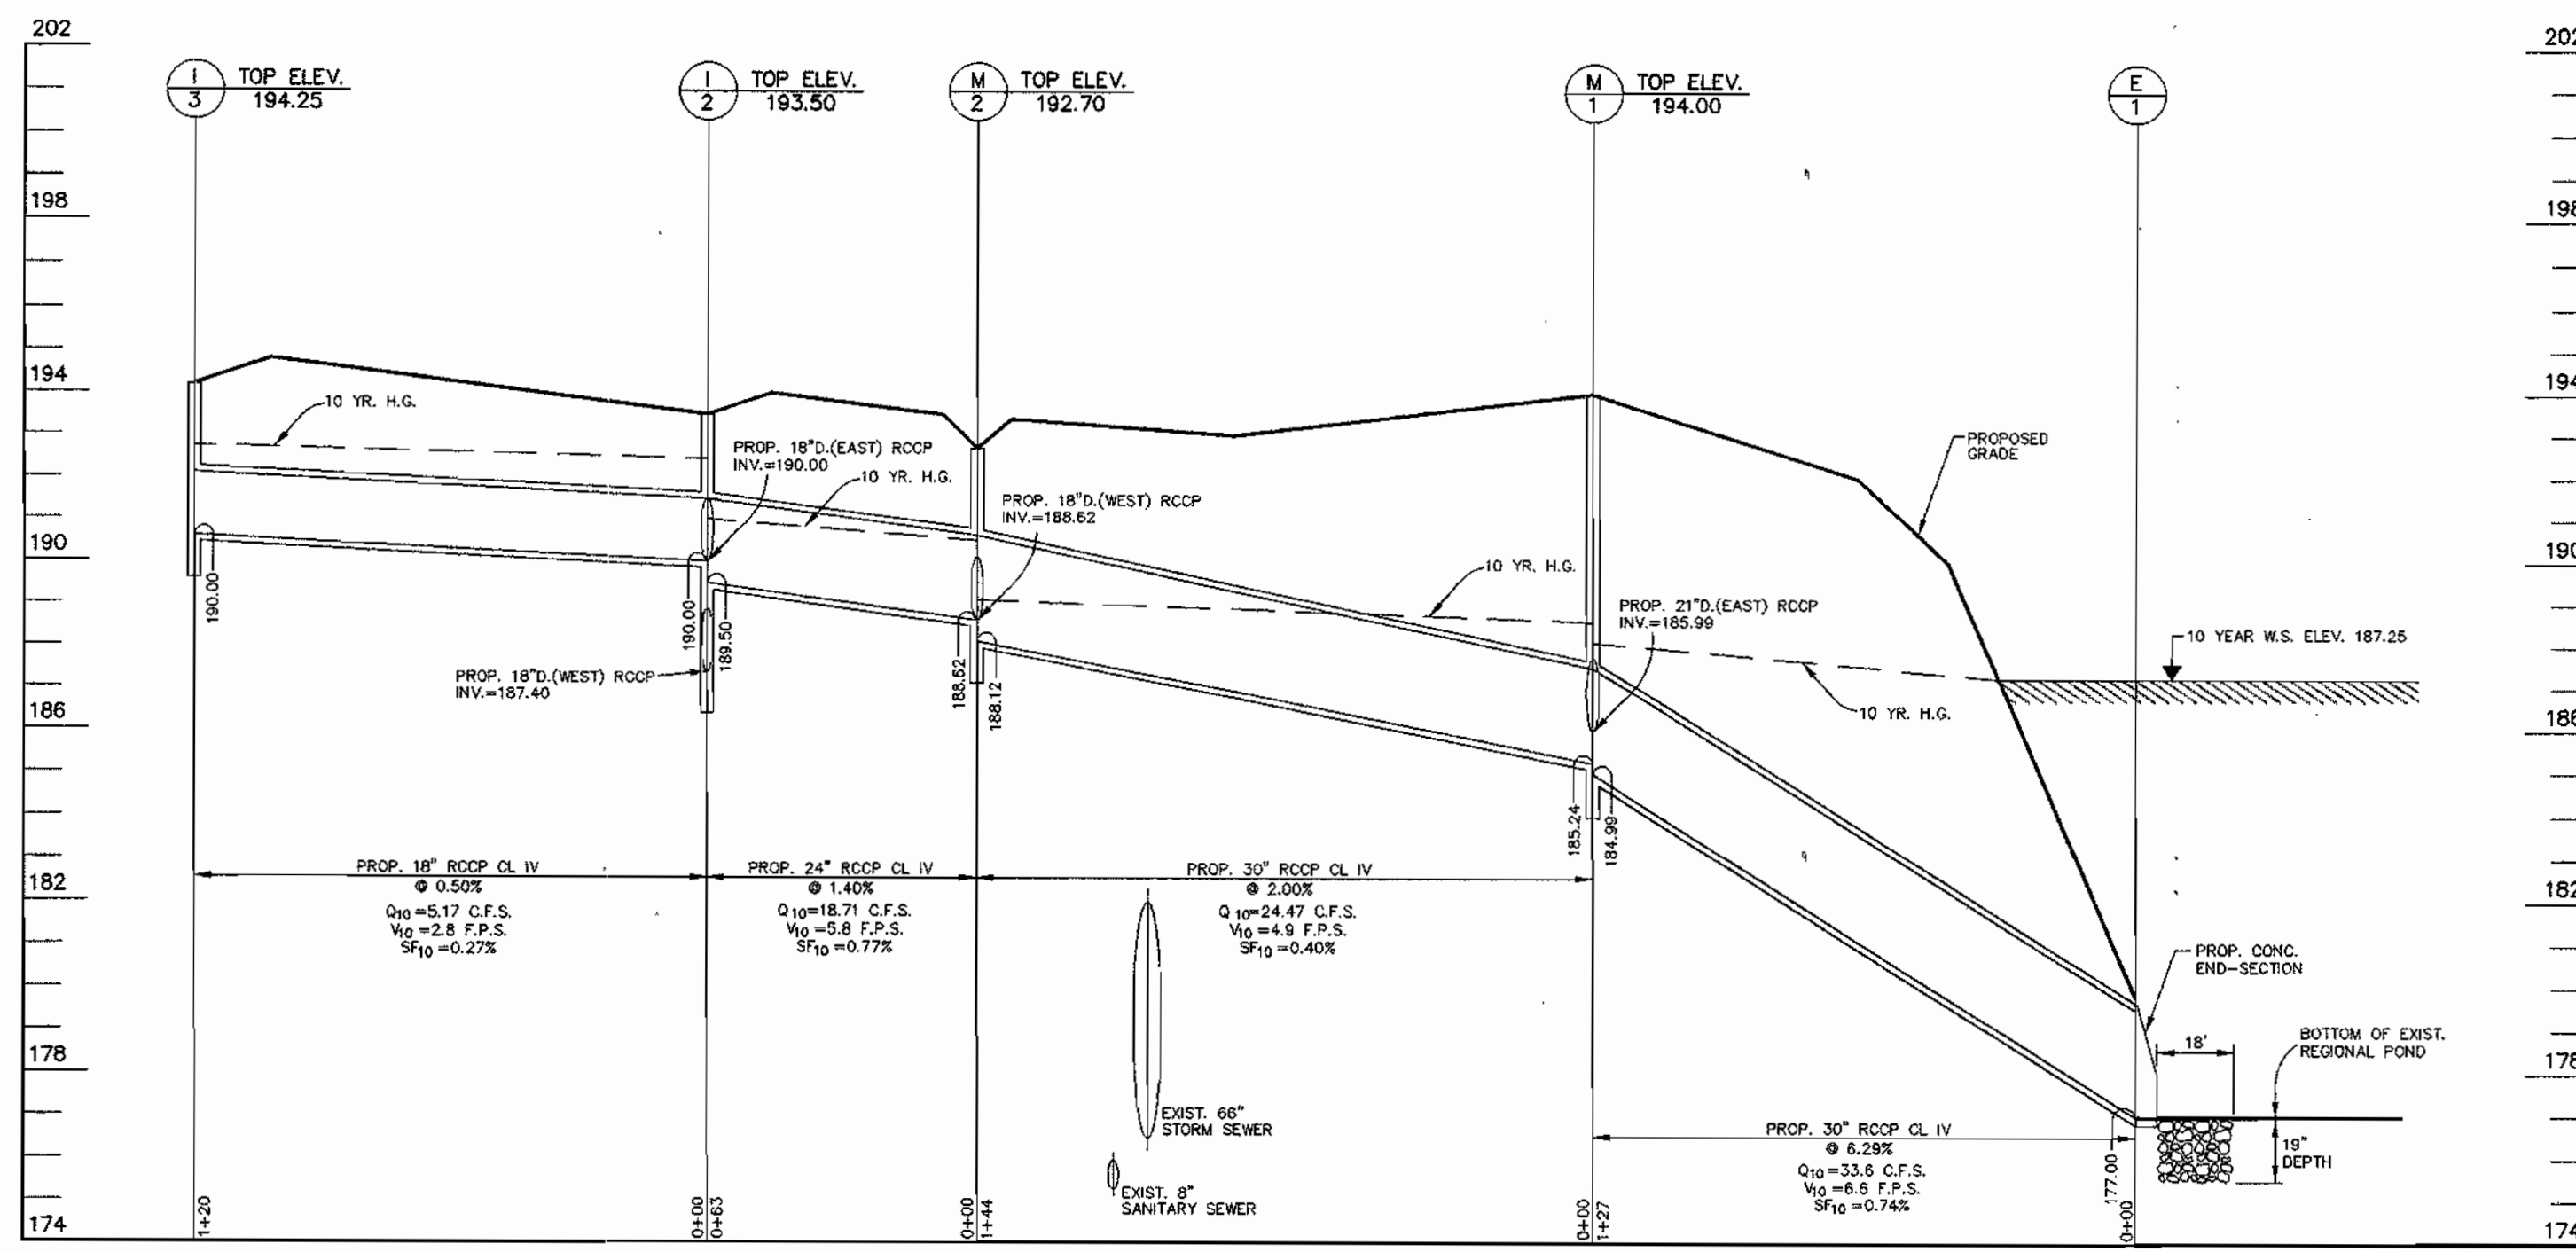 202
198
194
190
186
182
178
174
I
3
TOP ELEV.
194.25
I
2
TOP ELEV.
193.50
M
2
TOP ELEV.
192.70
M
1
TOP ELEV.
194.00
E
1
10 YR. H.G.
PROP. 18"D.(EAST) RCCP
INV.=190.00
10 YR. H.G.
PROP. 18"D.(WEST) RCCP
INV.=188.62
10 YR. H.G.
PROP. 21"D.(EAST) RCCP
INV.=185.99
PROPOSED
GRADE
10 YEAR W.S. ELEV. 187.25
10 YR. H.G.
PROP. 18"D.(WEST) RCCP
INV.=187.40
190.00
190.00
189.50
188.62
188.12
185.24
184.99
177.00
PROP. 18" RCCP CL IV
@ 0.50%
Q10=5.17 C.F.S.
V10=2.8 F.P.S.
SF10=0.27%
PROP. 24" RCCP CL IV
@ 1.40%
Q10=18.71 C.F.S.
V10=5.8 F.P.S.
SF10=0.77%
PROP. 30" RCCP CL IV
@ 2.00%
Q10=24.47 C.F.S.
V10=4.9 F.P.S.
SF10=0.40%
EXIST. 66"
STORM SEWER
EXIST. 8"
SANITARY SEWER
PROP. 30" RCCP CL IV
@ 6.29%
Q10=33.6 C.F.S.
V10=6.6 F.P.S.
SF10=0.74%
PROP. CONC.
END-SECTION
18'
BOTTOM OF EXIST.
REGIONAL POND
19"
DEPTH
1+20
0+00
0+63
0+00
1+44
0+00
1+27
0+00
202
198
194
190
186
182
178
174